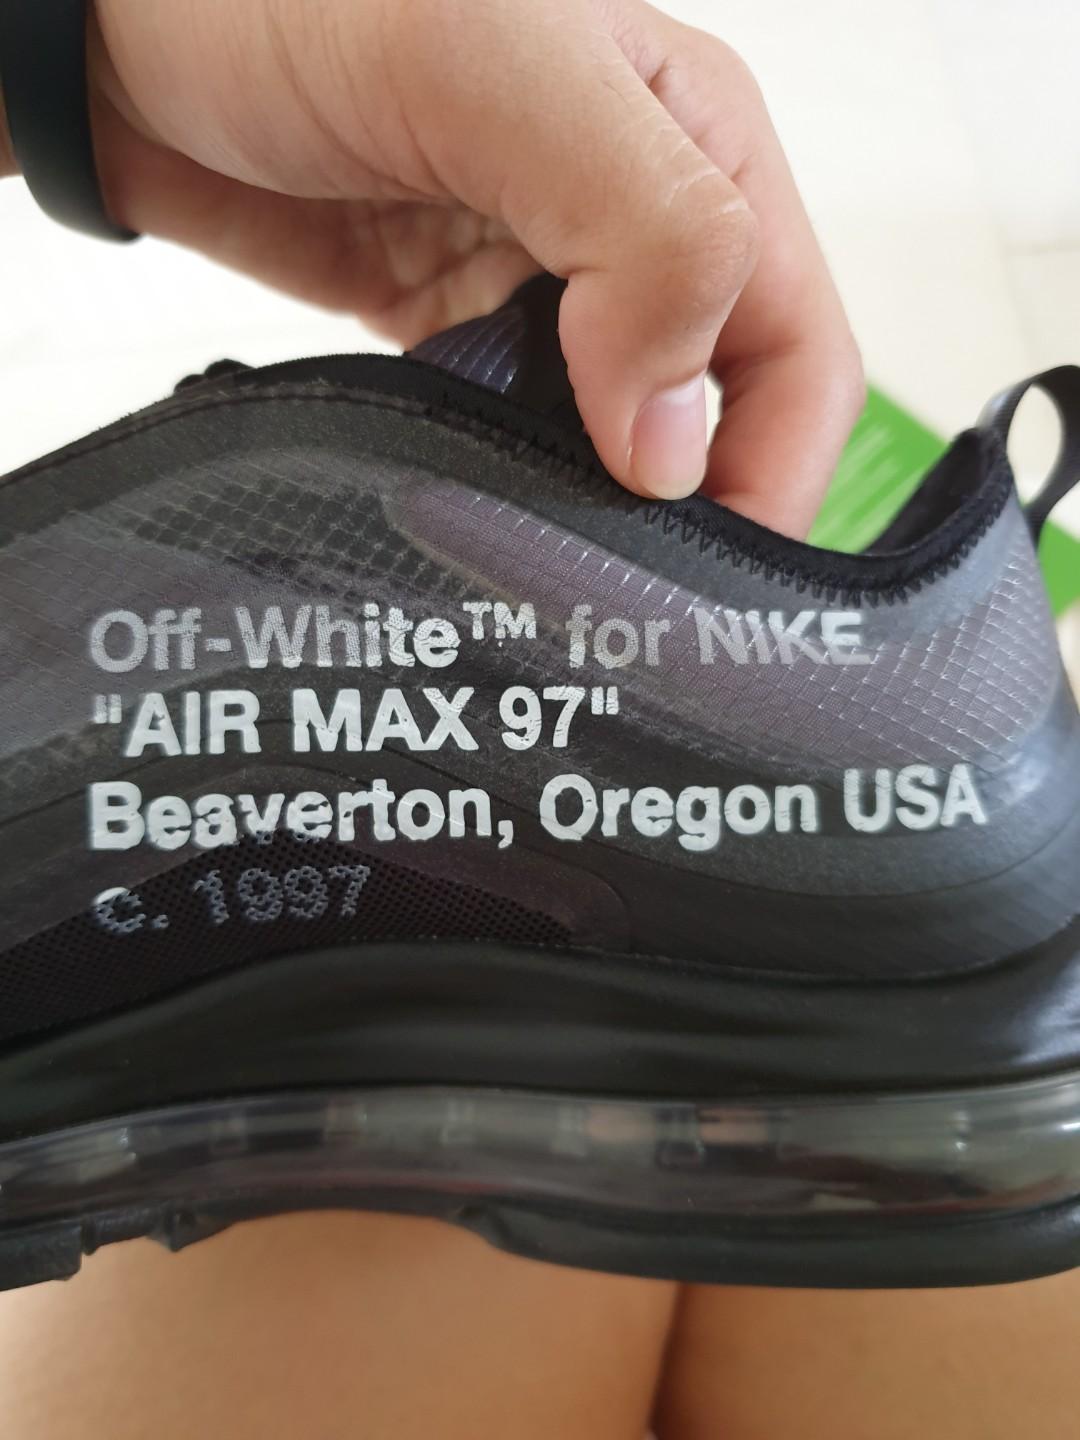 Off-White™ for NIKE
"AIR MAX 97"
Beaverton, Oregon USA
c. 1997